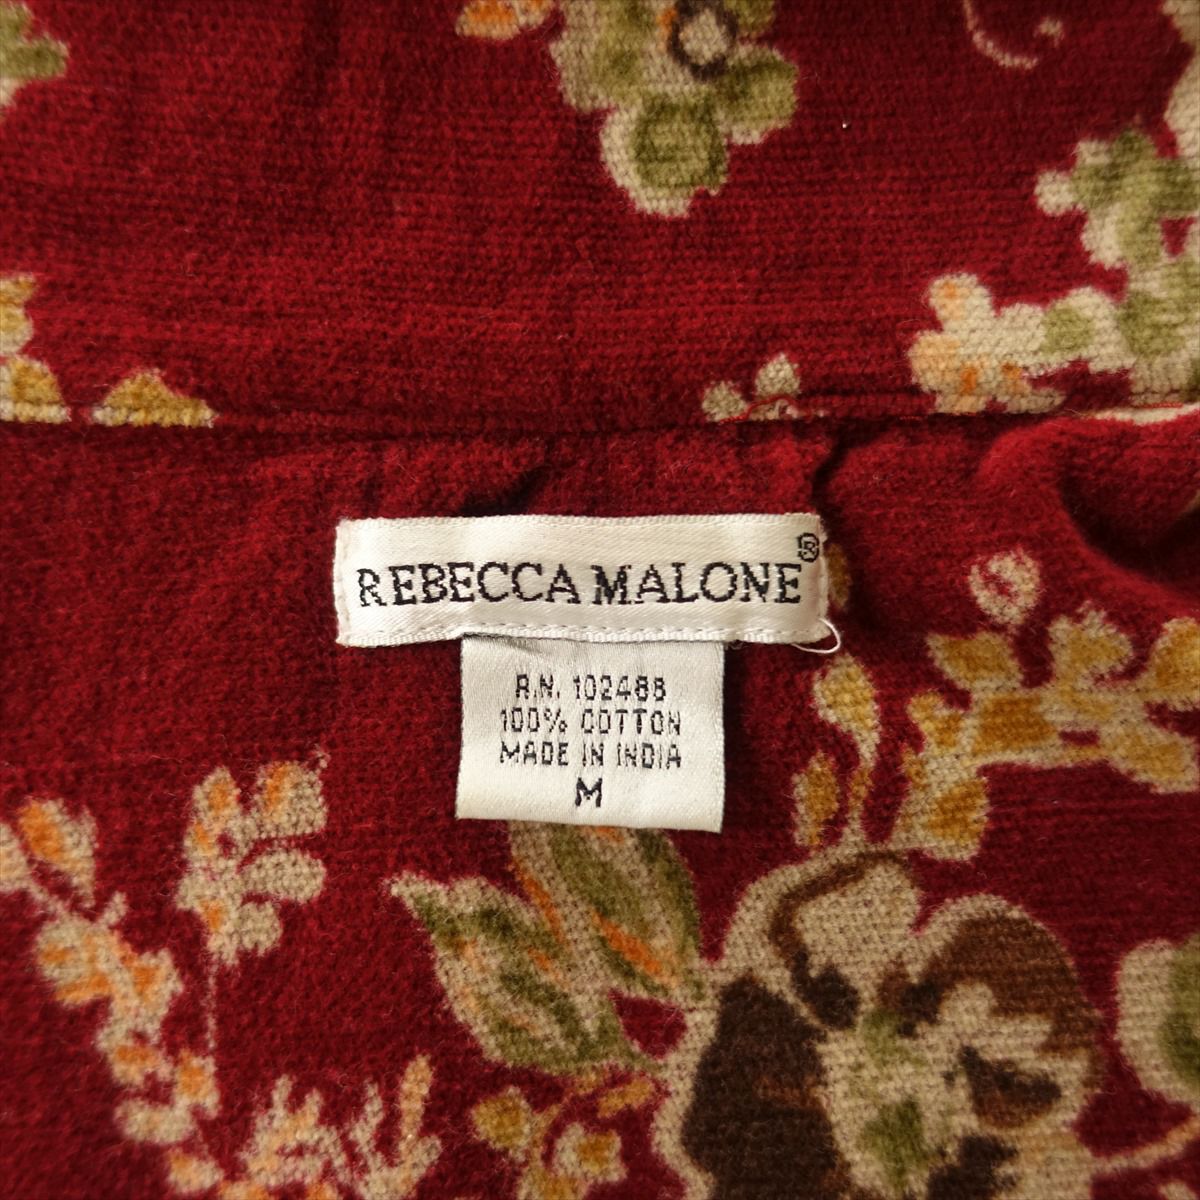 REBECCA MALONE®
R.N. 102488
100% COTTON
MADE IN INDIA
M